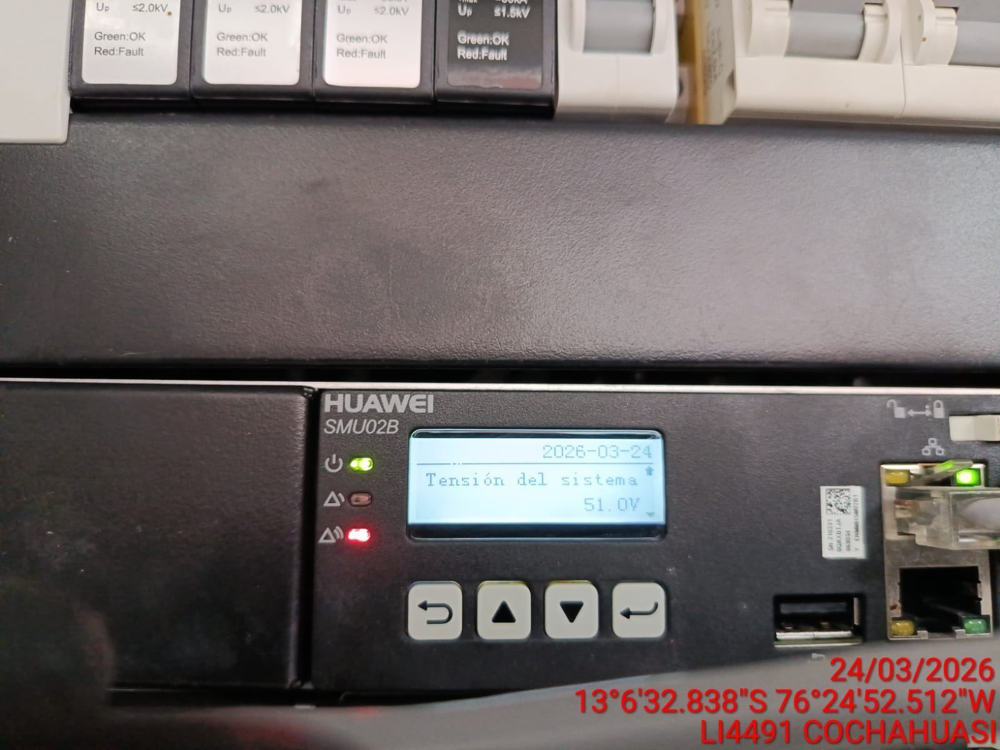 Up ≤2.0kV
Green:OK
Red:Fault
Up ≤2.0kV
Green:OK
Red:Fault
Up ≤2.0kV
Green:OK
Red:Fault
Up ≤1.5kV
Green:OK
Red:Fault
HUAWEI
SMU02B
2026-03-24
Tensión del sistema
51.0V
24/03/2026
13°6'32.838"S 76°24'52.512"W
LI4491 COCHAHUASI